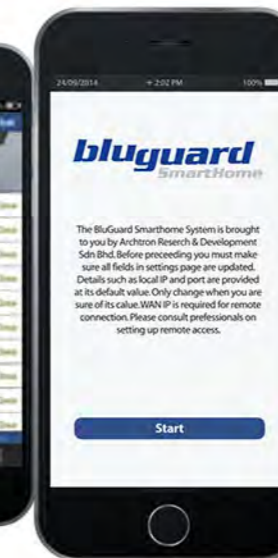 24/09/2014 2:02 PM 100%
bluguard
SmartHome
The BluGuard Smarthome System is brought
to you by Archtron Reserch & Development
Sdn Bhd. Before preceeding you must make
sure all fields in settings page are updated.
Details such as local IP and port are provided
at its default value. Only change when you are
sure of its calue. WAN IP is required for remote
connection. Please consult prefessionals on
setting up remote access.
Start